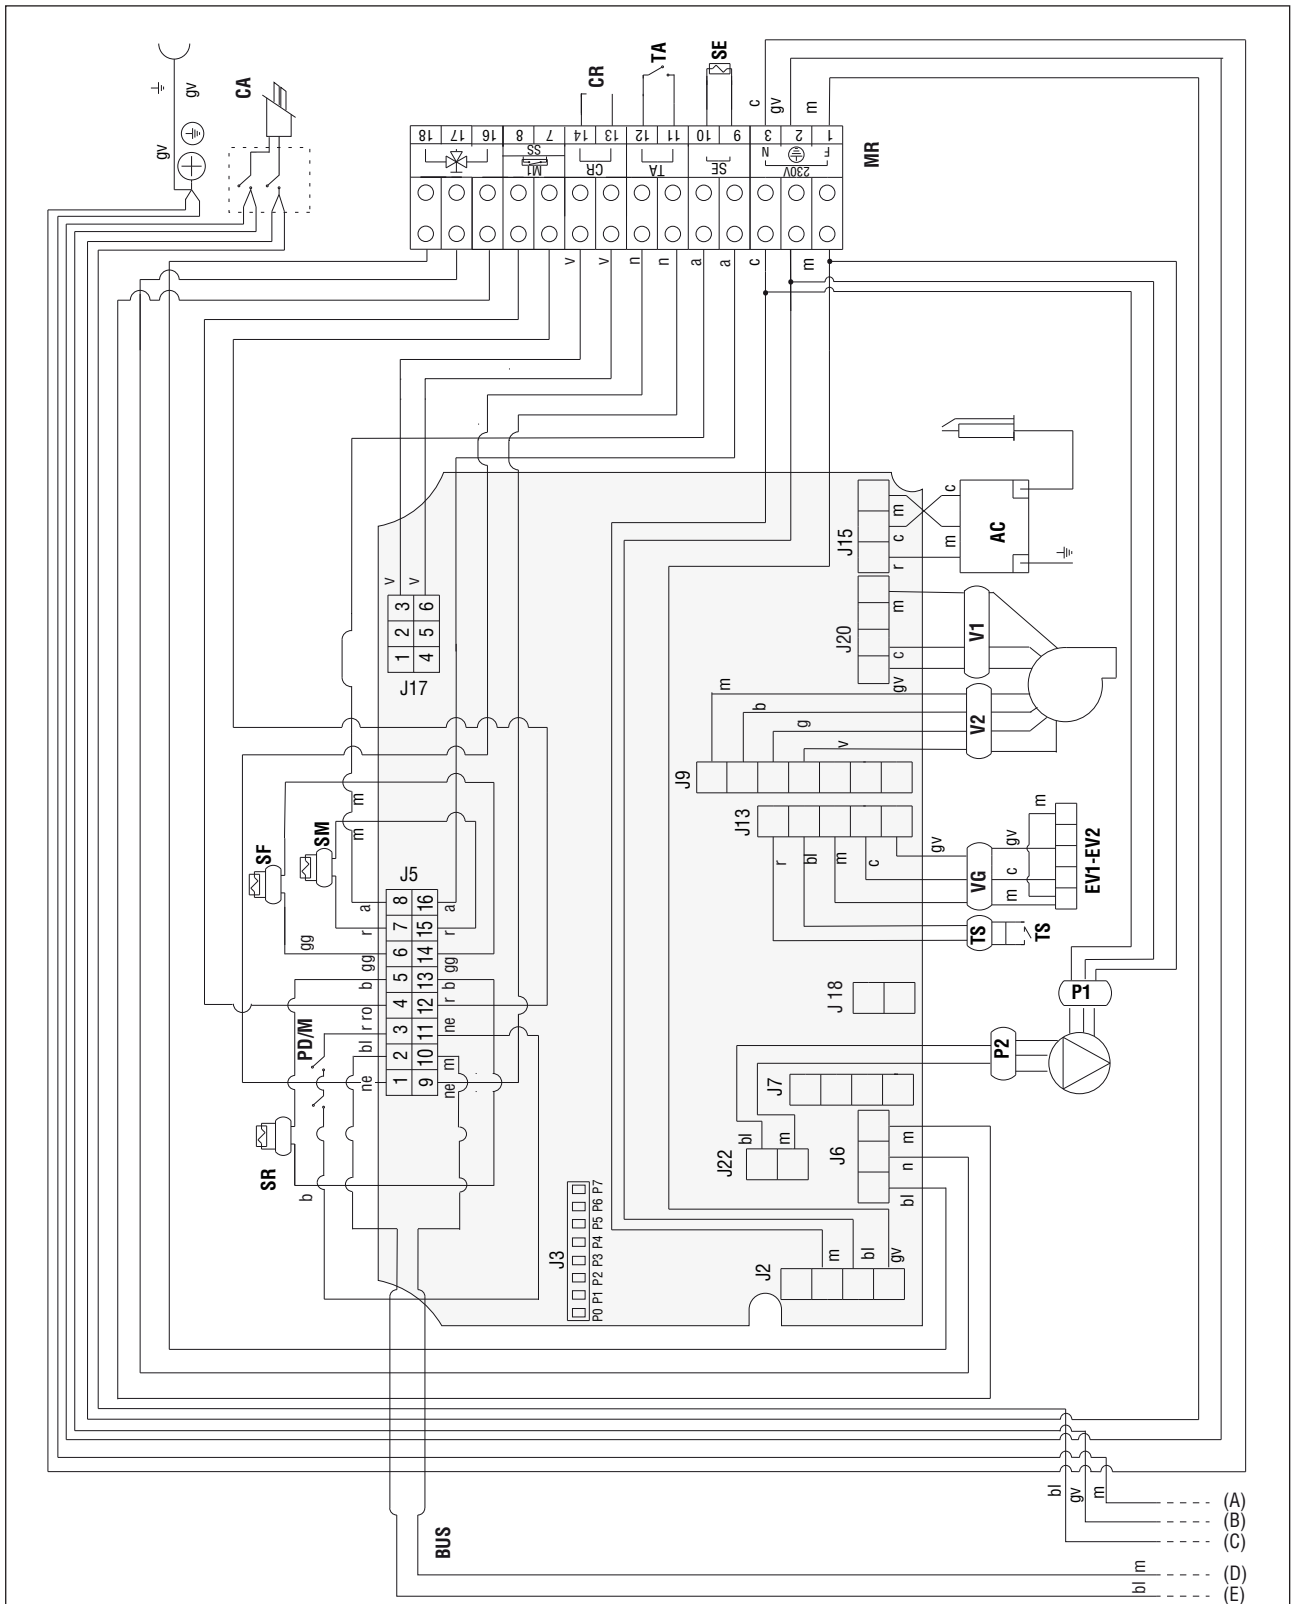 CA
gv
gv
CR
TA
SE
c
gv
m
18 17 16 8 7 14 13 12 11 10 9 3 2 1
SS
M1
CR
TA
SE
N
F
230V
MR
v v n n a a c m
v v
3 6
2 5
1 4
J17
J15
m
c
r
c
m
AC
J20
m
c
gv
V1
V2
m
b
g
v
J9
J13
r
bl
m
c
gv
VG
gv
c
m
m
EV1-EV2
TS
TS
SF
SM
m
m
gg
J5
a 8 16 a
r 7 15 r
gg 6 14 gg
b 5 13 b
ro 4 12 r
r 3 11 ne
bl 2 10 m
ne 1 9 ne
PD/M
SR
b
J 18
P1
P2
J7
J22
bl
m
J6
m
n
bl
J3
P0 P1 P2 P3 P4 P5 P6 P7
J2
m
bl
gv
bl
gv
m
(A)
(B)
(C)
BUS
m
(D)
bl
(E)